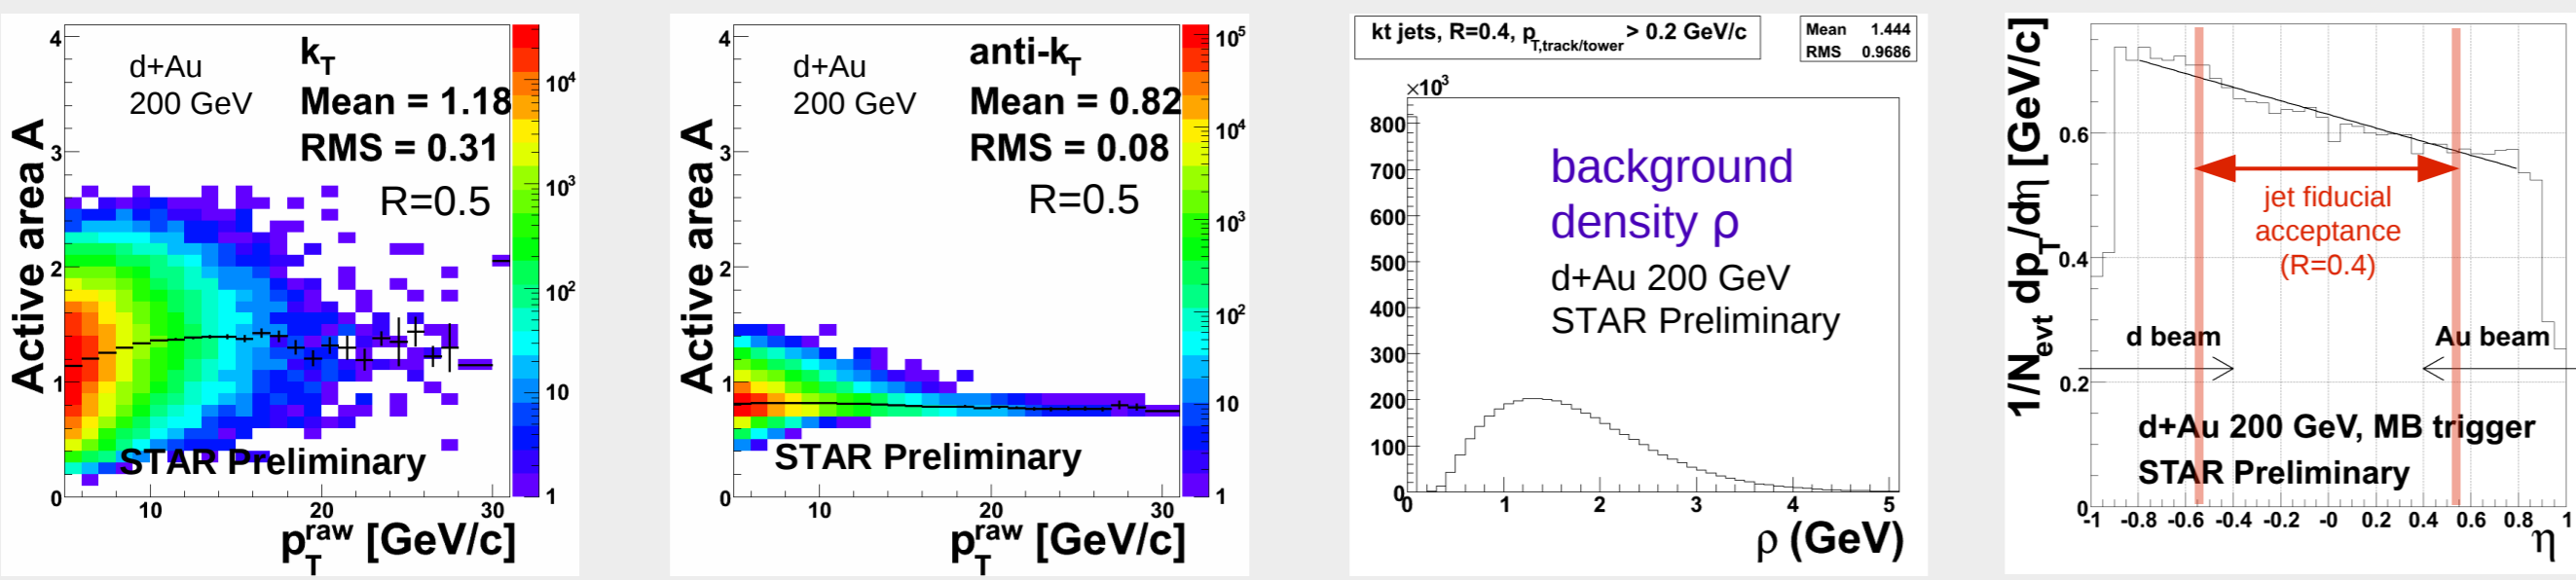 Active area A
4
3
2
1
0
d+Au
200 GeV
k_T
Mean = 1.18
RMS = 0.31
R=0.5
STAR Preliminary
10 20 30
p_T^raw [GeV/c]
10^4
10^3
10^2
10
1
Active area A
4
3
2
1
0
d+Au
200 GeV
anti-k_T
Mean = 0.82
RMS = 0.08
R=0.5
STAR Preliminary
10 20 30
p_T^raw [GeV/c]
10^5
10^4
10^3
10^2
10
1
kt jets, R=0.4, p_T,track/tower > 0.2 GeV/c
Mean 1.444
RMS 0.9686
×10^3
800
700
600
500
400
300
200
100
0
background
density ρ
d+Au 200 GeV
STAR Preliminary
0 1 2 3 4 5
ρ (GeV)
1/N_evt dp_T/dη [GeV/c]
0.6
0.4
0.2
0
jet fiducial
acceptance
(R=0.4)
d beam
Au beam
d+Au 200 GeV, MB trigger
STAR Preliminary
-1 -0.8 -0.6 -0.4 -0.2 -0 0.2 0.4 0.6 0.8 1
η